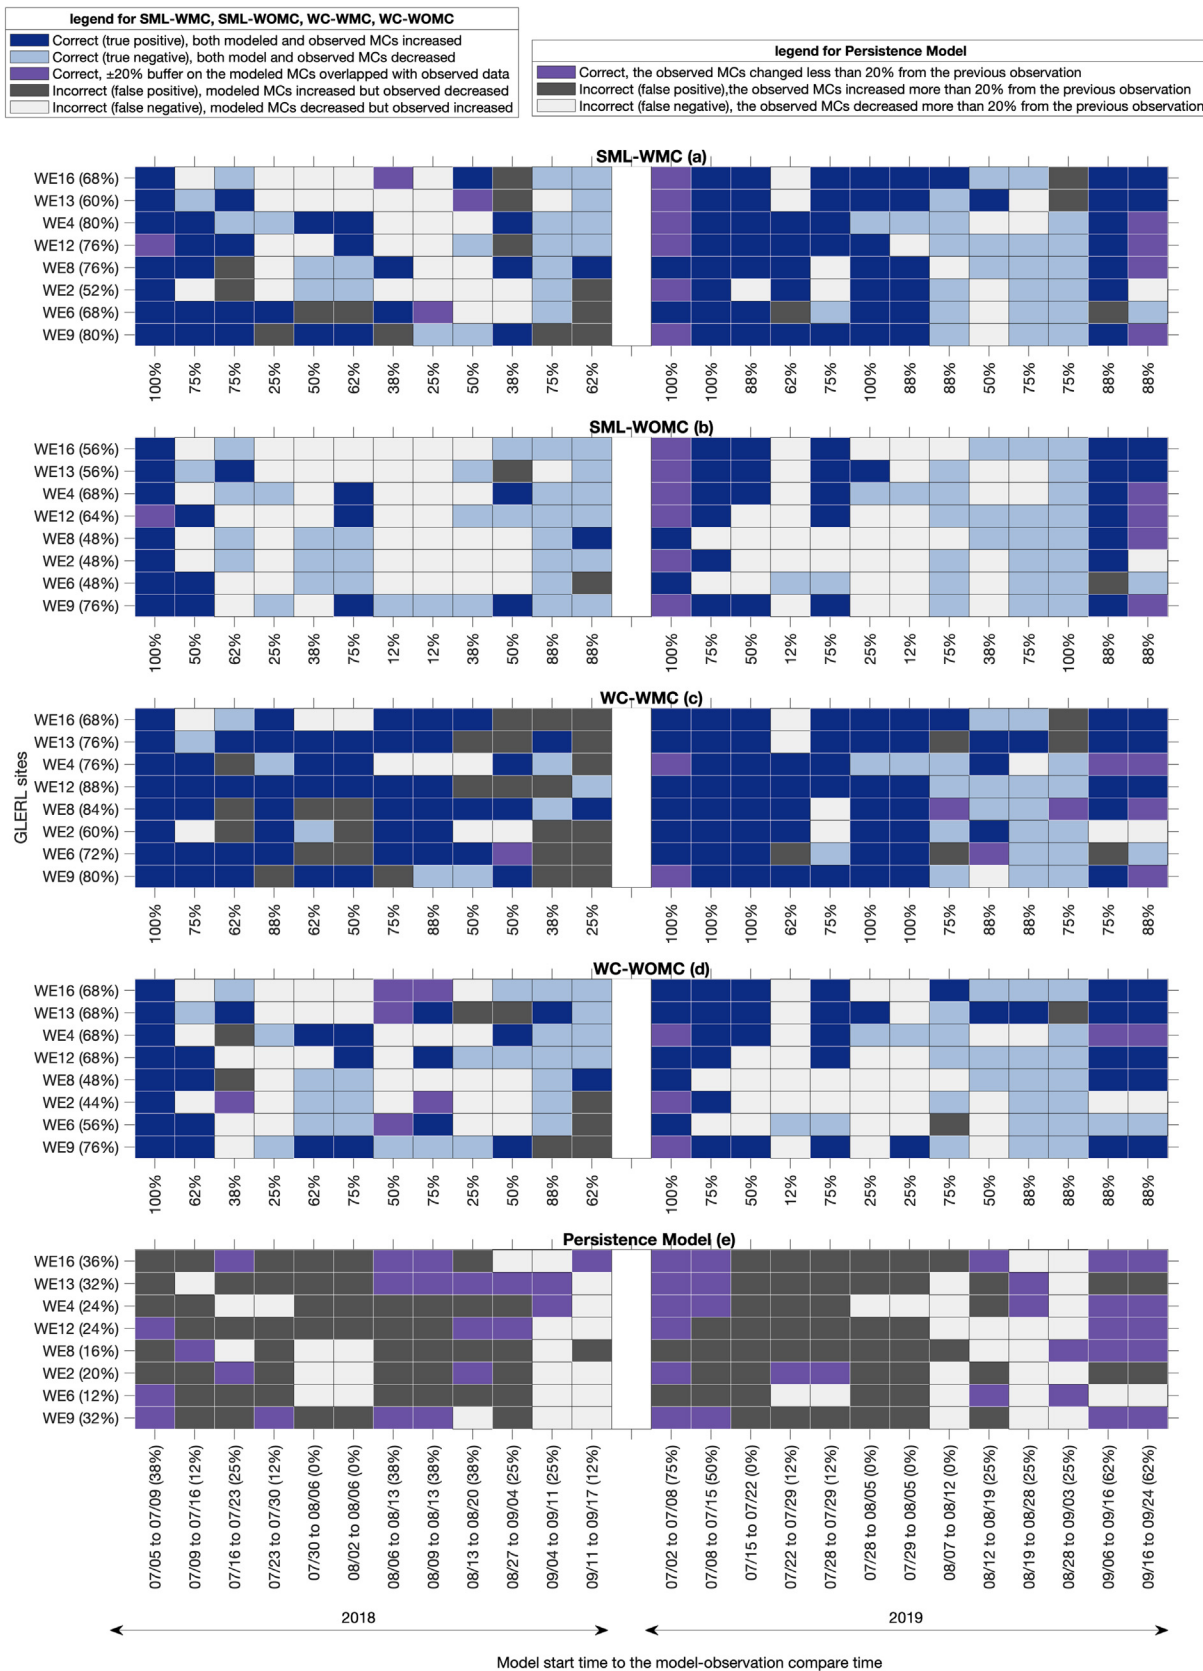 legend for SML-WMC, SML-WOMC, WC-WMC, WC-WOMC
Correct (true positive), both modeled and observed MCs increased
Correct (true negative), both model and observed MCs decreased
Correct, ±20% buffer on the modeled MCs overlapped with observed data
Incorrect (false positive), modeled MCs increased but observed decreased
Incorrect (false negative), modeled MCs decreased but observed increased
legend for Persistence Model
Correct, the observed MCs changed less than 20% from the previous observation
Incorrect (false positive),the observed MCs increased more than 20% from the previous observation
Incorrect (false negative), the observed MCs decreased more than 20% from the previous observation
SML-WMC (a)
WE16 (68%)
WE13 (60%)
WE4 (80%)
WE12 (76%)
WE8 (76%)
WE2 (52%)
WE6 (68%)
WE9 (80%)
100% 75% 75% 25% 50% 62% 38% 25% 50% 38% 75% 62% 100% 100% 88% 62% 75% 100% 88% 88% 50% 75% 75% 88% 88%
SML-WOMC (b)
WE16 (56%)
WE13 (56%)
WE4 (68%)
WE12 (64%)
WE8 (48%)
WE2 (48%)
WE6 (48%)
WE9 (76%)
100% 50% 62% 25% 38% 75% 12% 12% 38% 50% 88% 88% 100% 75% 50% 12% 75% 25% 12% 75% 38% 75% 100% 88% 88%
WC-WMC (c)
GLERL sites
WE16 (68%)
WE13 (76%)
WE4 (76%)
WE12 (88%)
WE8 (84%)
WE2 (60%)
WE6 (72%)
WE9 (80%)
100% 75% 62% 88% 62% 50% 75% 88% 50% 50% 38% 25% 100% 100% 100% 62% 75% 100% 100% 75% 88% 88% 75% 75% 88%
WC-WOMC (d)
WE16 (68%)
WE13 (68%)
WE4 (68%)
WE12 (68%)
WE8 (48%)
WE2 (44%)
WE6 (56%)
WE9 (76%)
100% 62% 38% 25% 62% 75% 50% 75% 25% 50% 88% 62% 100% 75% 50% 12% 75% 25% 25% 75% 50% 88% 88% 88% 88%
Persistence Model (e)
WE16 (36%)
WE13 (32%)
WE4 (24%)
WE12 (24%)
WE8 (16%)
WE2 (20%)
WE6 (12%)
WE9 (32%)
07/05 to 07/09 (38%)
07/09 to 07/16 (12%)
07/16 to 07/23 (25%)
07/23 to 07/30 (12%)
07/30 to 08/06 (0%)
08/02 to 08/06 (0%)
08/06 to 08/13 (38%)
08/09 to 08/13 (38%)
08/13 to 08/20 (38%)
08/27 to 09/04 (25%)
09/04 to 09/11 (25%)
09/11 to 09/17 (12%)
07/02 to 07/08 (75%)
07/08 to 07/15 (50%)
07/15 to 07/22 (0%)
07/22 to 07/29 (12%)
07/28 to 07/29 (12%)
07/28 to 08/05 (0%)
07/29 to 08/05 (0%)
08/07 to 08/12 (0%)
08/12 to 08/19 (25%)
08/19 to 08/28 (25%)
08/28 to 09/03 (25%)
09/06 to 09/16 (62%)
09/16 to 09/24 (62%)
2018
2019
Model start time to the model-observation compare time